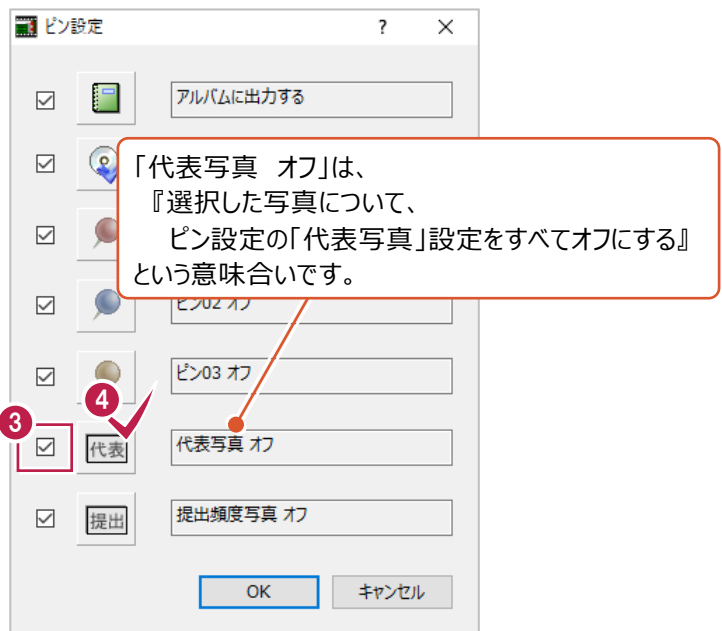 ピン設定 ? ×
アルバムに出力する
「代表写真　オフ」は、
『選択した写真について、
ピン設定の「代表写真」設定をすべてオフにする』
という意味合いです。
ピン02 オフ
ピン03 オフ
4
3
代表 代表写真 オフ
提出 提出頻度写真 オフ
OK キャンセル